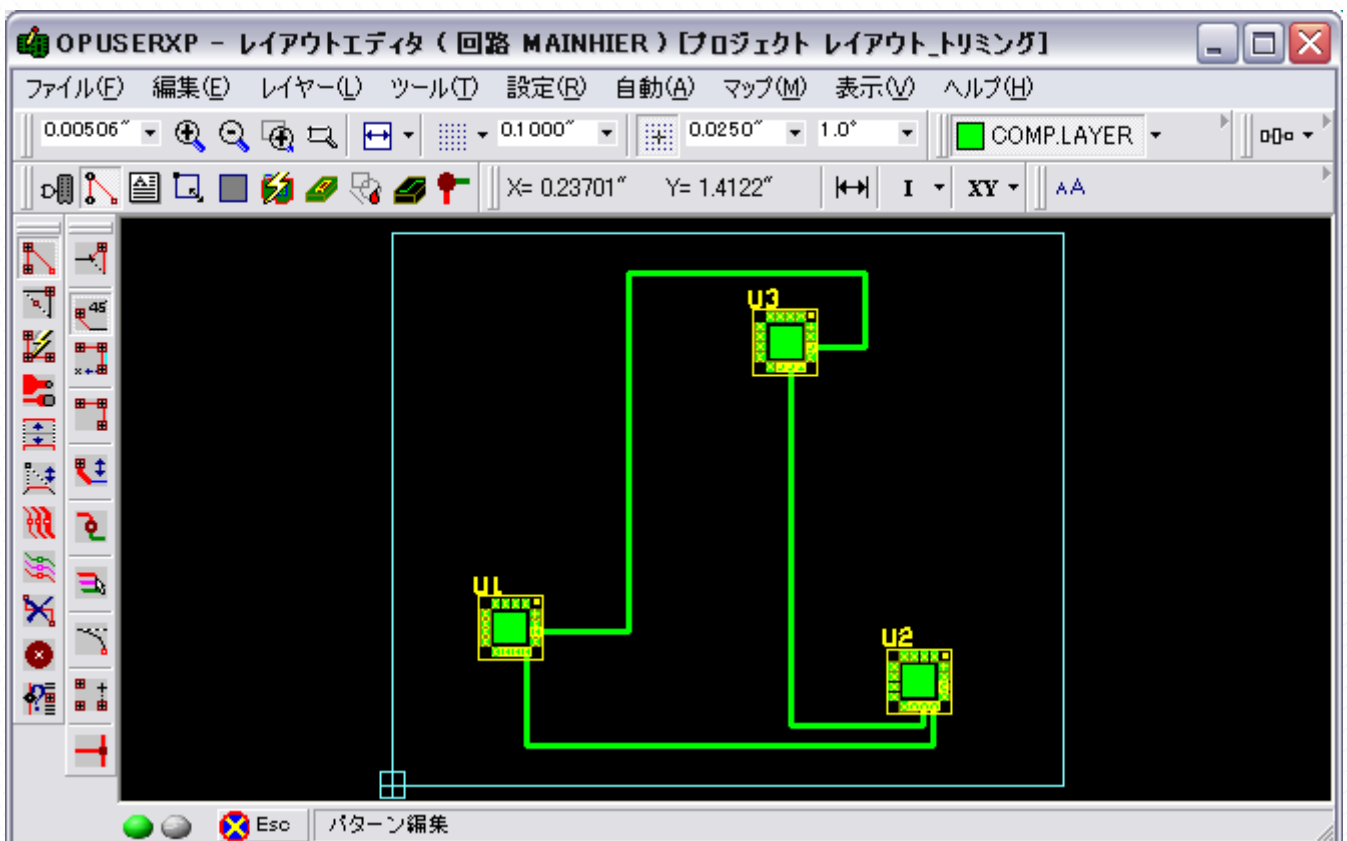 OPUSERXP - レイアウトエディタ ( 回路 MAINHIER ) [プロジェクト レイアウト_トリミング]
ファイル(F) 編集(E) レイヤー(L) ツール(T) 設定(R) 自動(A) マップ(M) 表示(V) ヘルプ(H)
0.00506" 0.1000" 0.0250" 1.0° COMP.LAYER
X= 0.23701" Y= 1.4122" I XY AA
45
U3
U1
U2
Esc パターン編集